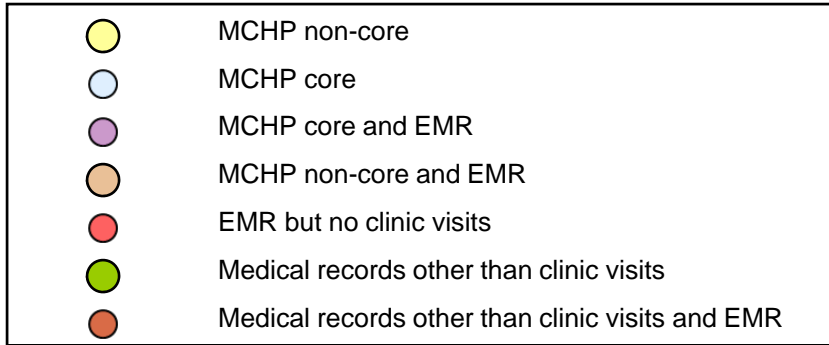 MCHP non-core
MCHP core
MCHP core and EMR
MCHP non-core and EMR
EMR but no clinic visits
Medical records other than clinic visits
Medical records other than clinic visits and EMR